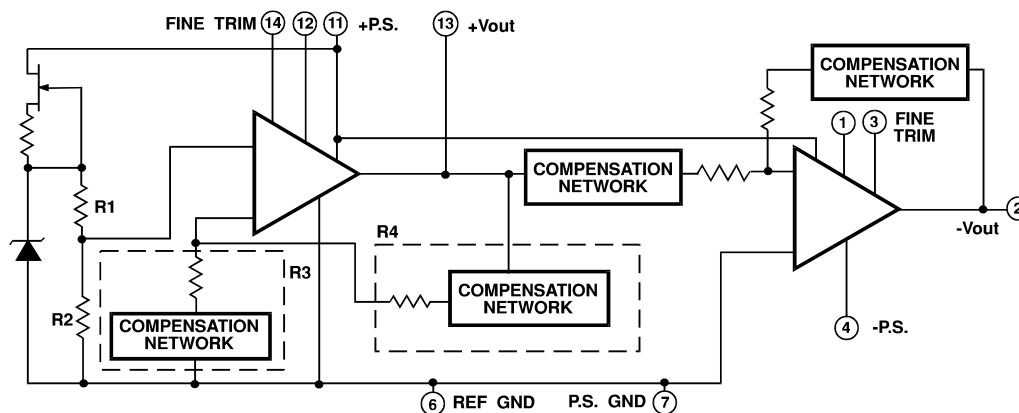 FINE TRIM 14 12 11 +P.S. 13 +Vout
COMPENSATION
NETWORK
1 3 FINE
TRIM
COMPENSATION
NETWORK
R1
2
-Vout
R4
R3
COMPENSATION
NETWORK
R2
COMPENSATION
NETWORK
4 -P.S.
6 REF GND P.S. GND 7